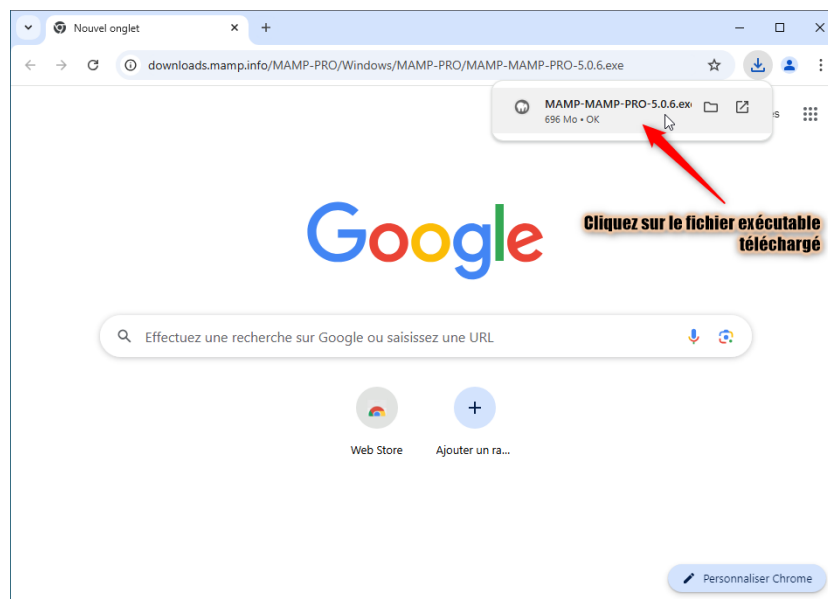 Nouvel onglet
downloads.mamp.info/MAMP-PRO/Windows/MAMP-PRO/MAMP-MAMP-PRO-5.0.6.exe
MAMP-MAMP-PRO-5.0.6.ex
696 Mo • OK
Google
Cliquez sur le fichier exécutable
téléchargé
Effectuez une recherche sur Google ou saisissez une URL
Web Store
Ajouter un ra...
Personnaliser Chrome